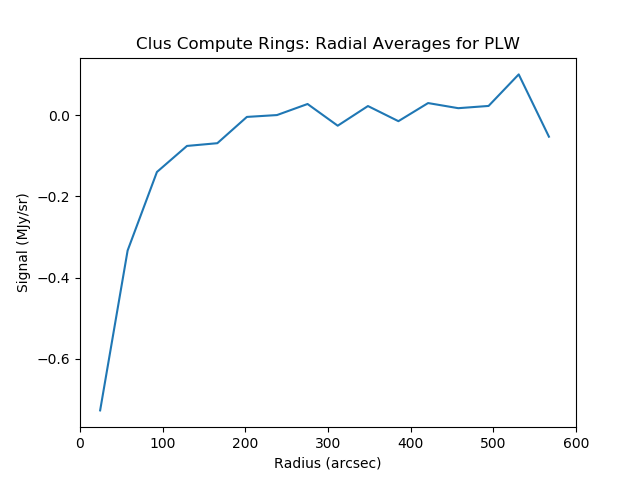 Clus Compute Rings: Radial Averages for PLW
Signal (MJy/sr)
0.0
−0.2
−0.4
−0.6
0 100 200 300 400 500 600
Radius (arcsec)